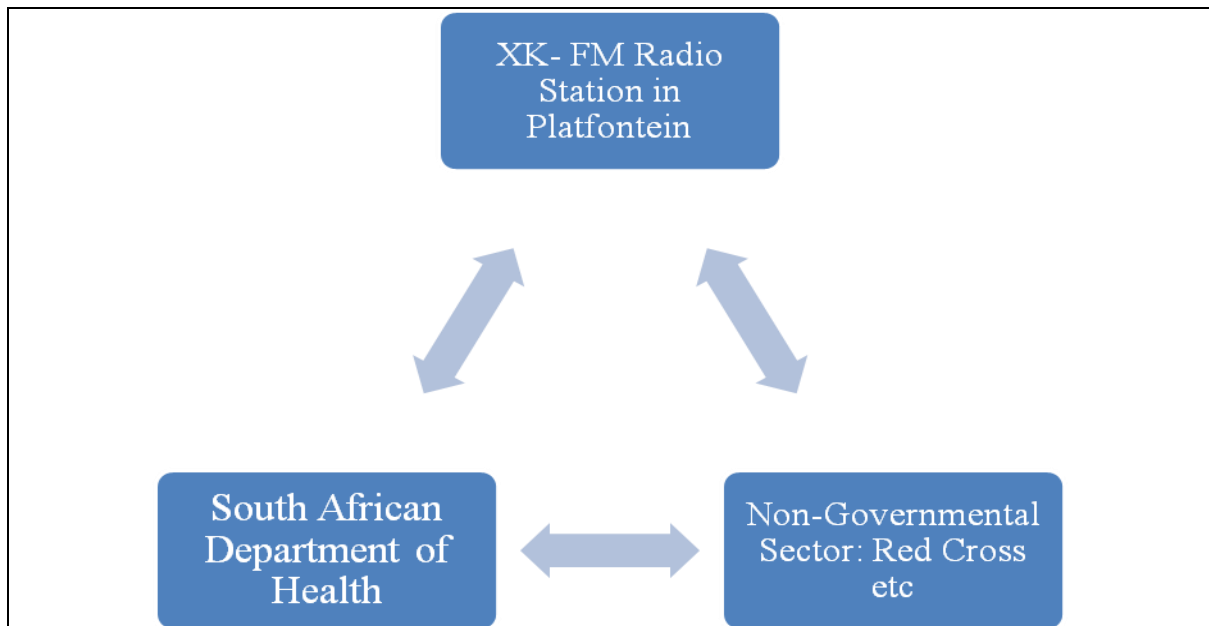 XK- FM Radio
Station in
Platfontein
South African
Department of
Health
Non-Governmental
Sector: Red Cross
etc